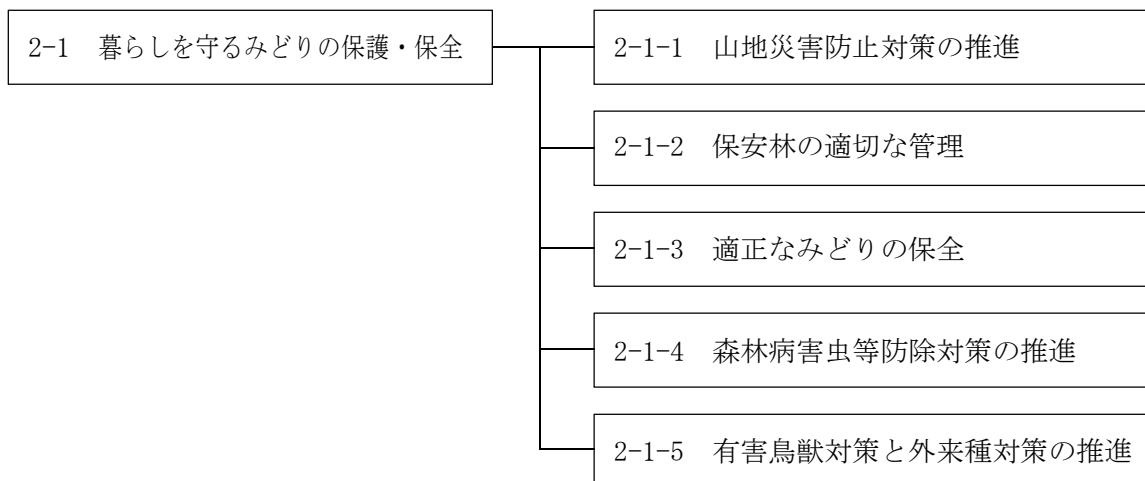 2-1 暮らしを守るみどりの保護・保全
2-1-1 山地災害防止対策の推進
2-1-2 保安林の適切な管理
2-1-3 適正なみどりの保全
2-1-4 森林病害虫等防除対策の推進
2-1-5 有害鳥獣対策と外来種対策の推進